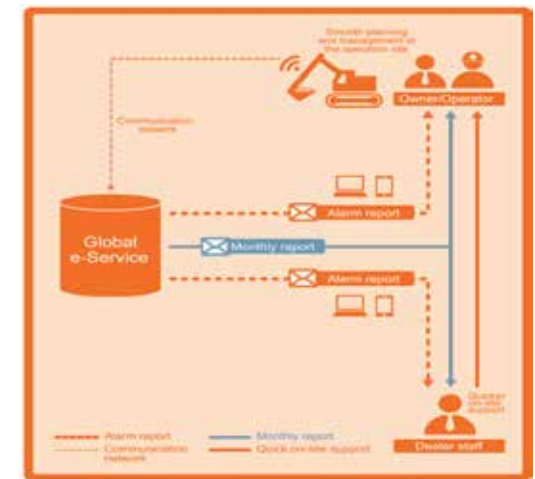 Smooth planning
and management at
the operation site
Owner/Operator
Communication
network
Alarm report
Global
e-Service
Monthly report
Alarm report
Quicker
on-site
support
Dealer staff
Alarm report
Monthly report
Communication
network
Quick on-site support